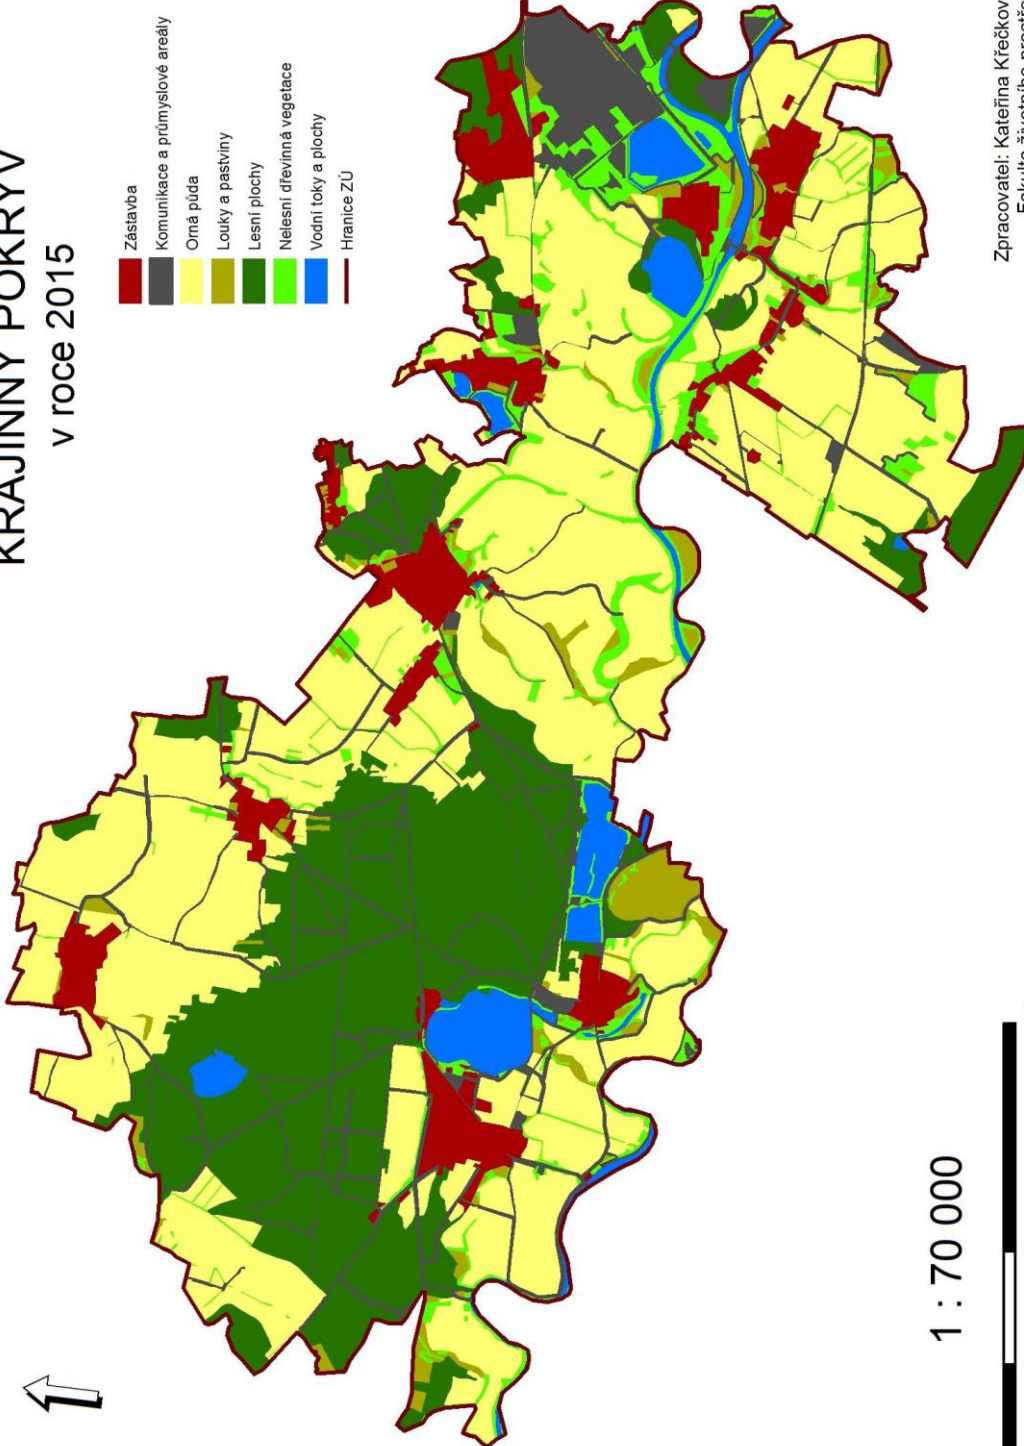 KRAJINNÝ POKRYV
v roce 2015
Zástavba
Komunikace a průmyslové areály
Orná půda
Louky a pastviny
Lesní plochy
Nelesní dřevinná vegetace
Vodní toky a plochy
Hranice ZÚ
1 : 70 000
Zpracovatel: Kateřina Křečkov